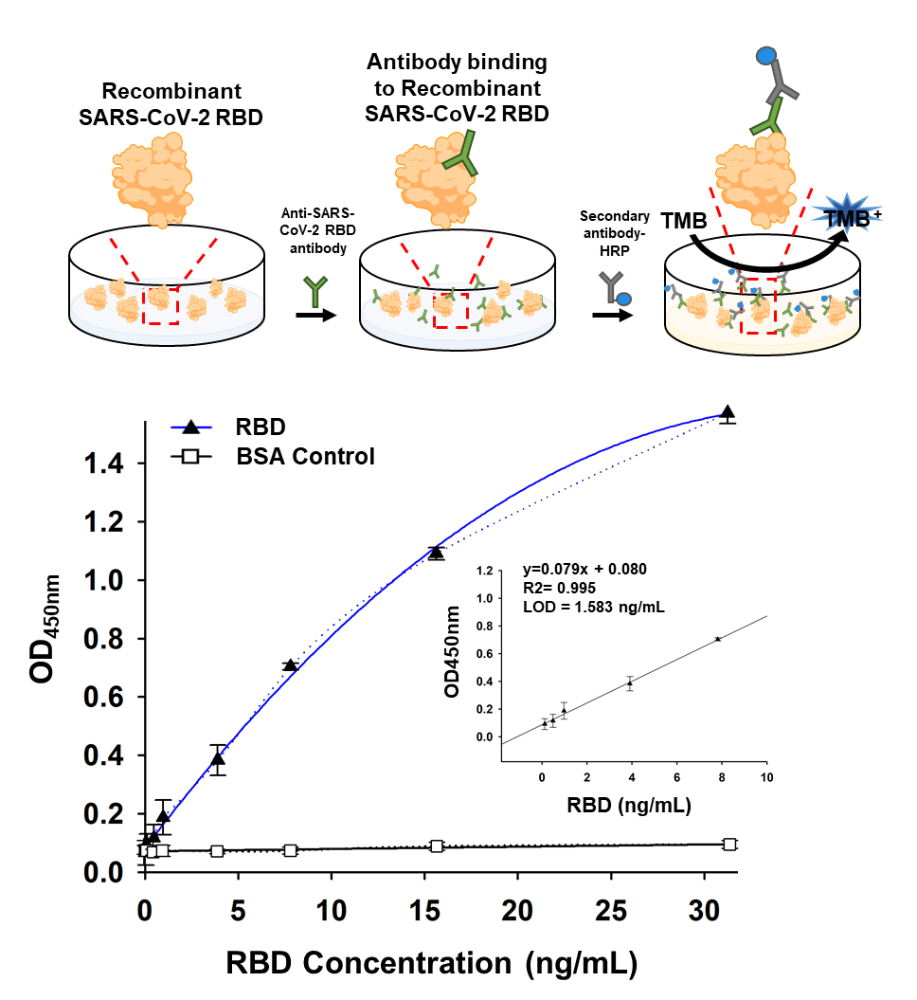 Recombinant
SARS-CoV-2 RBD
Antibody binding
to Recombinant
SARS-CoV-2 RBD
Anti-SARS-
CoV-2 RBD
antibody
Secondary
antibody-
HRP
TMB
TMB+
RBD
BSA Control
1.4
1.2
1.0
0.8
0.6
0.4
0.2
0.0
OD450nm
0 5 10 15 20 25 30
RBD Concentration (ng/mL)
y=0.079x + 0.080
R2= 0.995
LOD = 1.583 ng/mL
1.2
1.0
0.8
0.6
0.4
0.2
0.0
OD450nm
0 2 4 6 8 10
RBD (ng/mL)